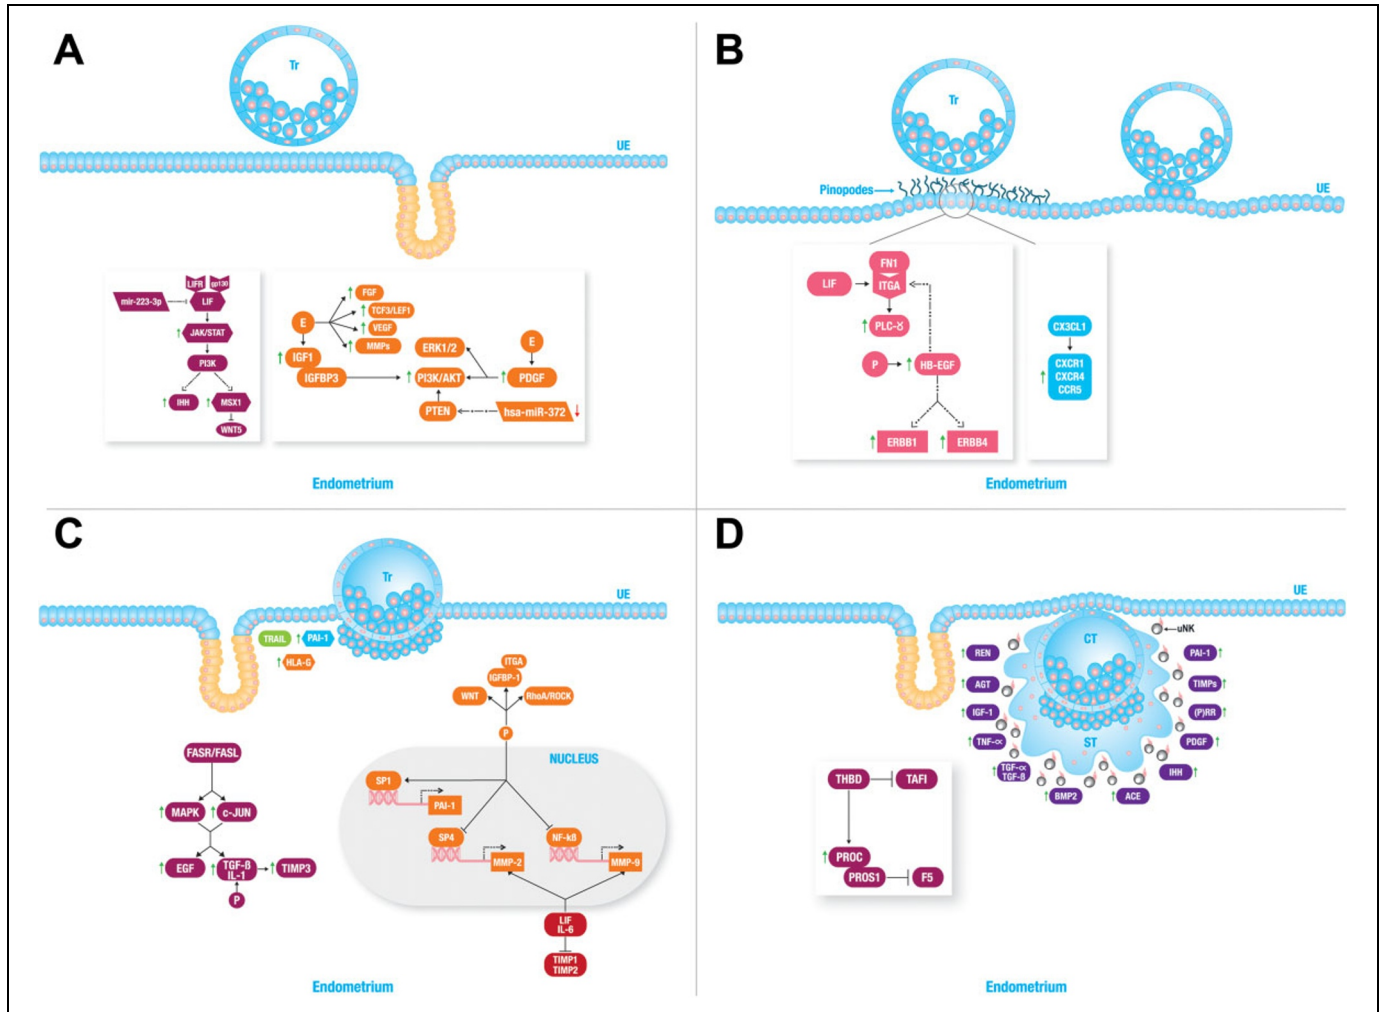 A
Tr
UE
LIFR
gp130
mir-223-3p
LIF
JAK/STAT
PI3K
IHH
MSX1
WNT5
E
FGF
TCF3/LEF1
VEGF
MMPs
IGF1
IGFBP3
ERK1/2
E
PI3K/AKT
PDGF
PTEN
hsa-miR-372
Endometrium
B
Tr
Pinopodes
UE
FN1
LIF
ITGA
PLC-Ɣ
P
HB-EGF
ERBB1
ERBB4
CX3CL1
CXCR1
CXCR4
CCR5
Endometrium
C
Tr
UE
TRAIL
PAI-1
HLA-G
ITGA
IGFBP-1
WNT
RhoA/ROCK
P
NUCLEUS
SP1
PAI-1
SP4
MMP-2
NF-kß
MMP-9
LIF
IL-6
TIMP1
TIMP2
FASR/FASL
MAPK
c-JUN
EGF
TGF-ß
IL-1
TIMP3
P
Endometrium
D
UE
CT
uNK
ST
REN
AGT
IGF-1
TNF-∝
TGF-∝
TGF-ß
BMP2
ACE
IHH
PDGF
(P)RR
TIMPs
PAI-1
THBD
TAFI
PROC
PROS1
F5
Endometrium